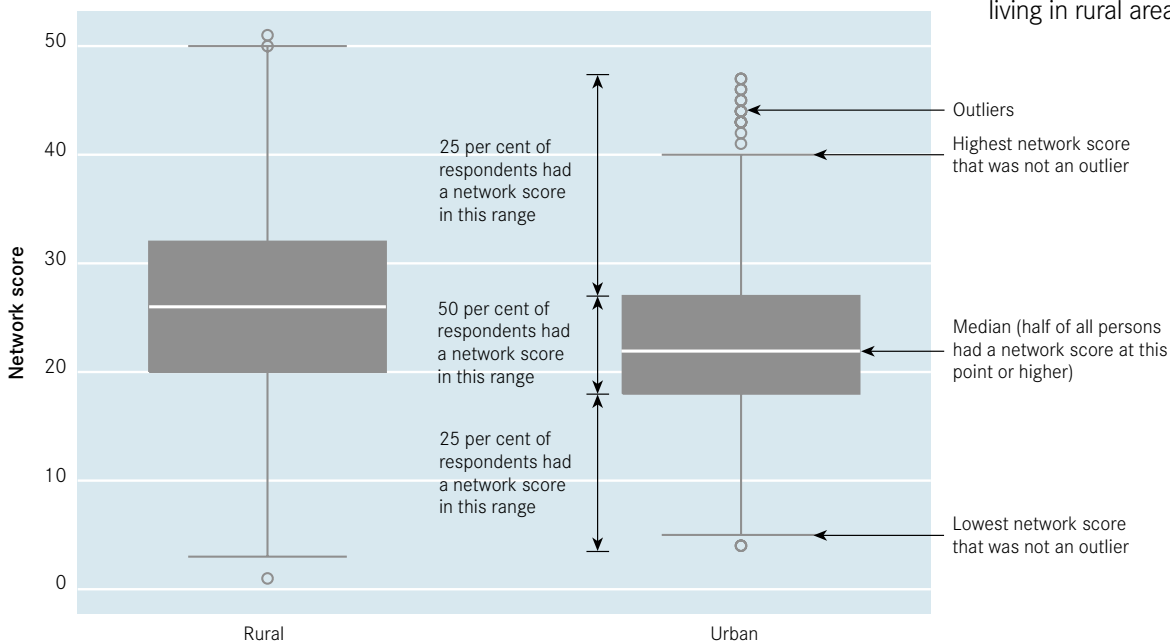 living in rural area
50
40
30
20
10
0
Network score
25 per cent of
respondents had
a network score
in this range
50 per cent of
respondents had
a network score
in this range
25 per cent of
respondents had
a network score
in this range
Outliers
Highest network score
that was not an outlier
Median (half of all persons
had a network score at this
point or higher)
Lowest network score
that was not an outlier
Rural
Urban